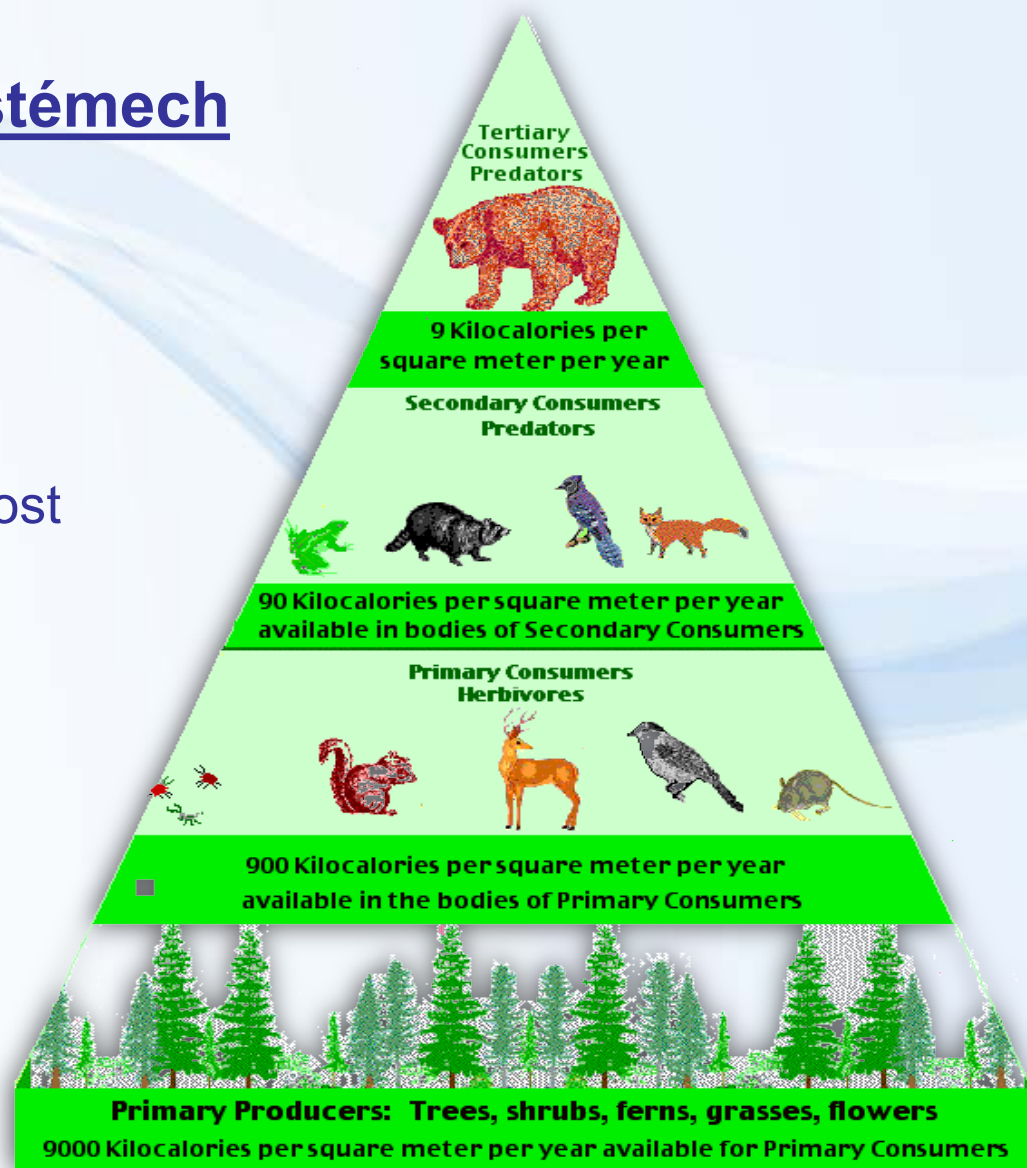 stémech
ost
Tertiary
Consumers
Predators
9 Kilocalories per
square meter per year
Secondary Consumers
Predators
90 Kilocalories per square meter per year
available in bodies of Secondary Consumers
Primary Consumers
Herbivores
900 Kilocalories per square meter per year
available in the bodies of Primary Consumers
Primary Producers: Trees, shrubs, ferns, grasses, flowers
9000 Kilocalories per square meter per year available for Primary Consumers